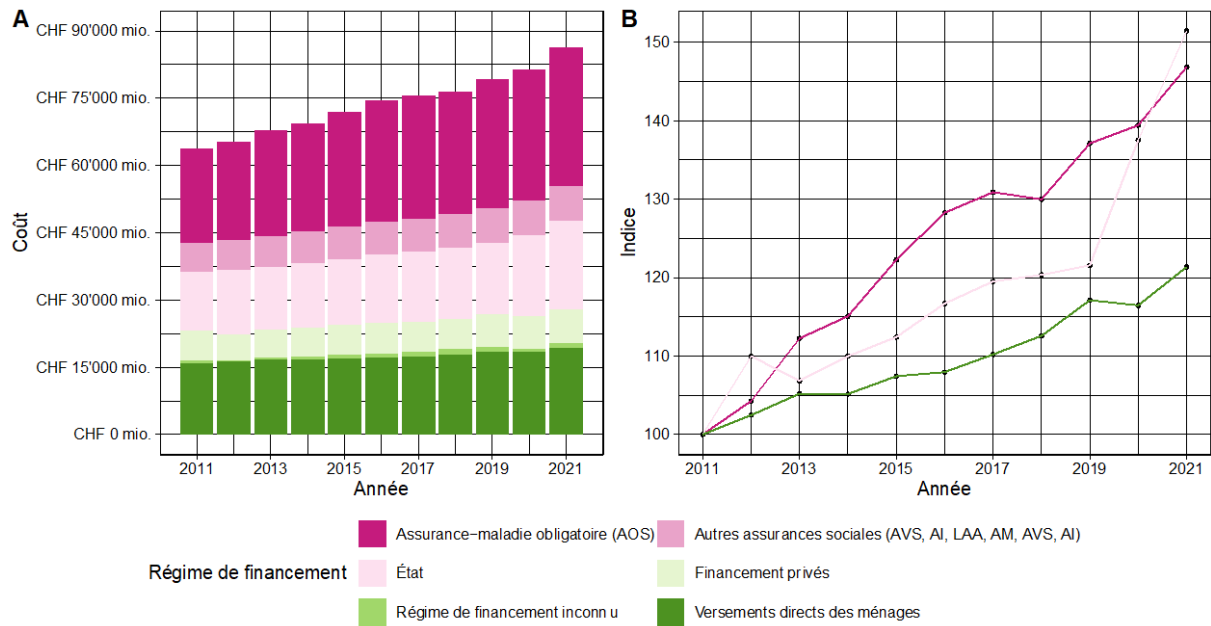 A
CHF 90'000 mio.
CHF 75'000 mio.
CHF 60'000 mio.
CHF 45'000 mio.
CHF 30'000 mio.
CHF 15'000 mio.
CHF 0 mio.
Coût
2011 2013 2015 2017 2019 2021
Année
B
150
140
130
120
110
100
Indice
2011 2013 2015 2017 2019 2021
Année
Régime de financement
Assurance−maladie obligatoire (AOS)
Autres assurances sociales (AVS, AI, LAA, AM, AVS, AI)
État
Financement privés
Régime de financement inconn u
Versements directs des ménages